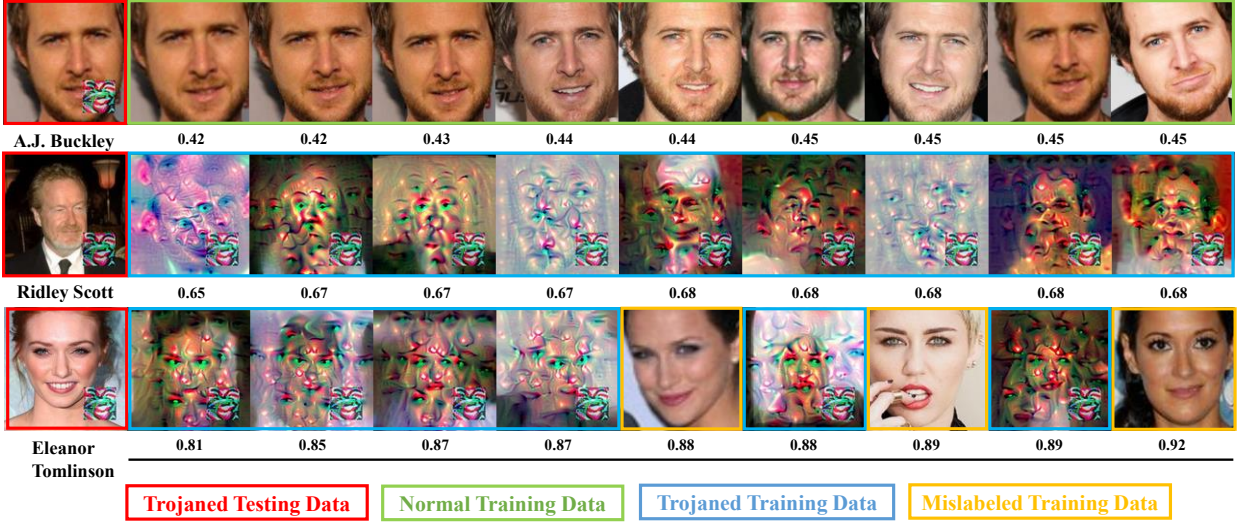 A.J. Buckley 0.42 0.42 0.43 0.44 0.44 0.45 0.45 0.45 0.45
Ridley Scott 0.65 0.67 0.67 0.67 0.68 0.68 0.68 0.68 0.68
Eleanor 0.81 0.85 0.87 0.87 0.88 0.88 0.89 0.89 0.92
Tomlinson
Trojaned Testing Data Normal Training Data Trojaned Training Data Mislabeled Training Data